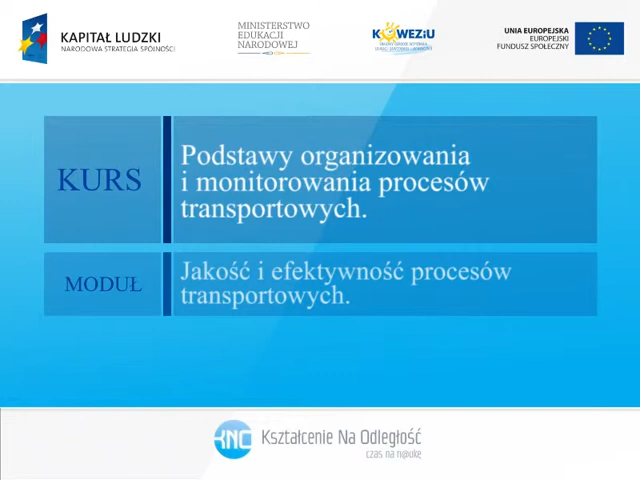 KAPITAŁ LUDZKI
NARODOWA STRATEGIA SPÓJNOŚCI
MINISTERSTWO
EDUKACJI
NARODOWEJ
KOWEZiU
UNIA EUROPEJSKA
EUROPEJSKI
FUNDUSZ SPOŁECZNY
KURS
Podstawy organizowania
i monitorowania procesów
transportowych.
MODUŁ
Jakość i efektywność procesów
transportowych.
KNO
Kształcenie Na Odległość
czas na n@ukę